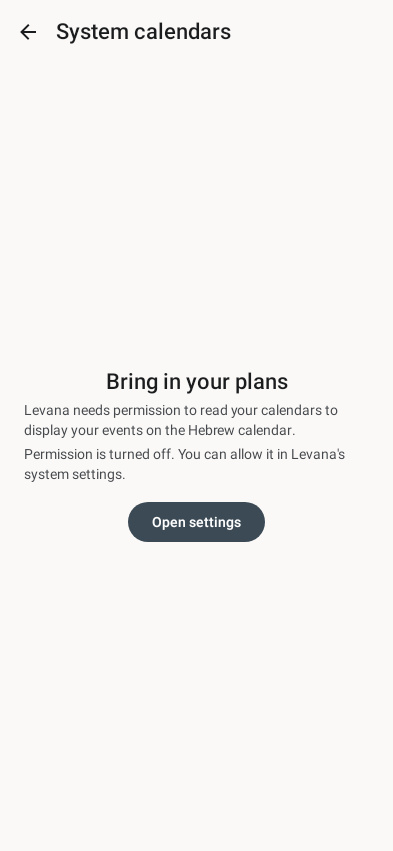 System calendars
Bring in your plans
Levana needs permission to read your calendars to
display your events on the Hebrew calendar.
Permission is turned off. You can allow it in Levana's
system settings.
Open settings